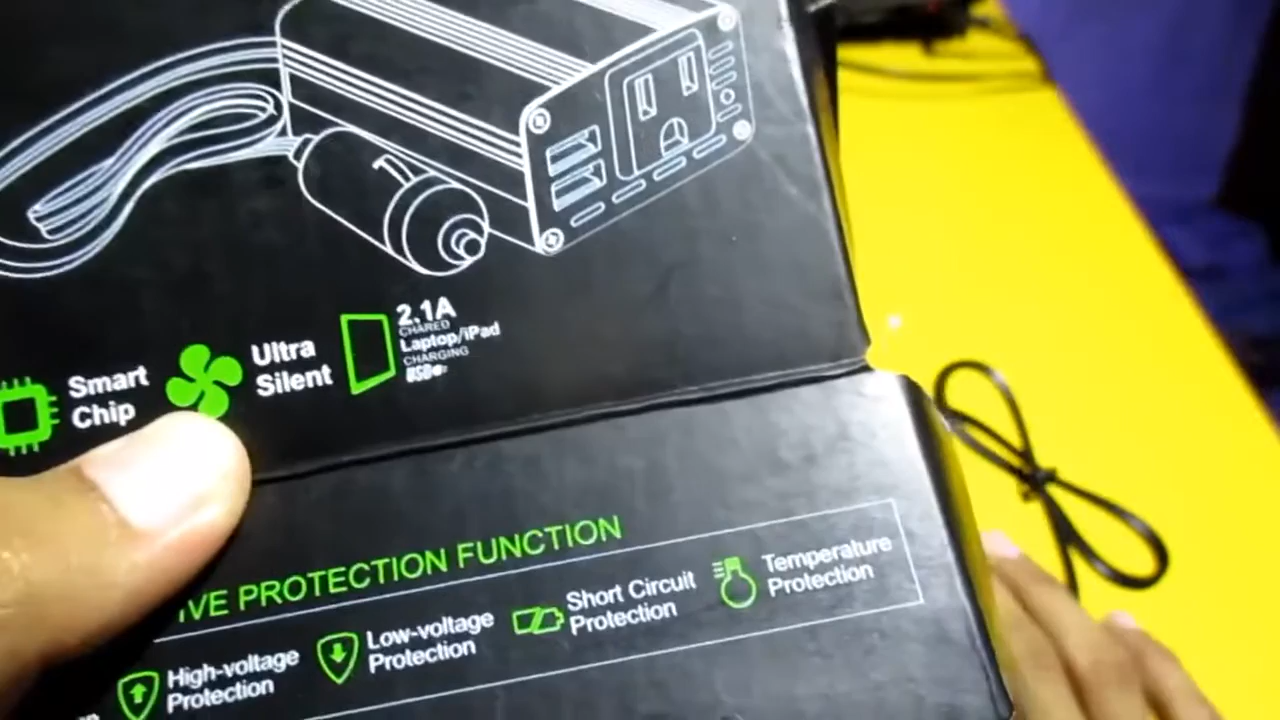 Smart
Chip
Ultra
Silent
2.1A
CHARED
Laptop/iPad
CHARGING
IVE PROTECTION FUNCTION
High-voltage
Protection
Low-voltage
Protection
Short Circuit
Protection
Temperature
Protection